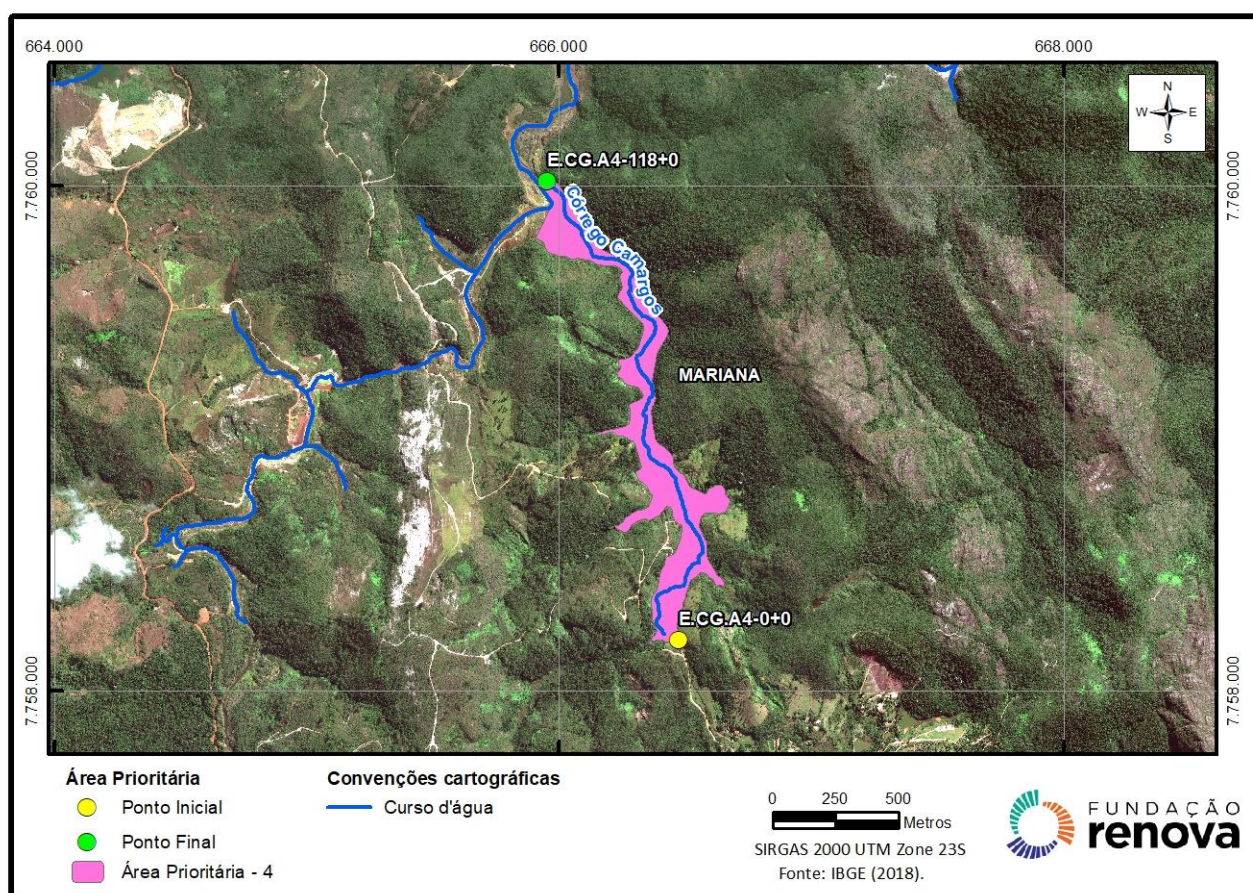 664.000
666.000
668.000
N
W E
S
E.CG.A4-118+0
7.760.000
7.760.000
Córrego Camargos
MARIANA
E.CG.A4-0+0
7.758.000
7.758.000
Área Prioritária
Ponto Inicial
Ponto Final
Área Prioritária - 4
Convenções cartográficas
Curso d'água
0 250 500
Metros
SIRGAS 2000 UTM Zone 23S
Fonte: IBGE (2018).
FUNDAÇÃO
renova